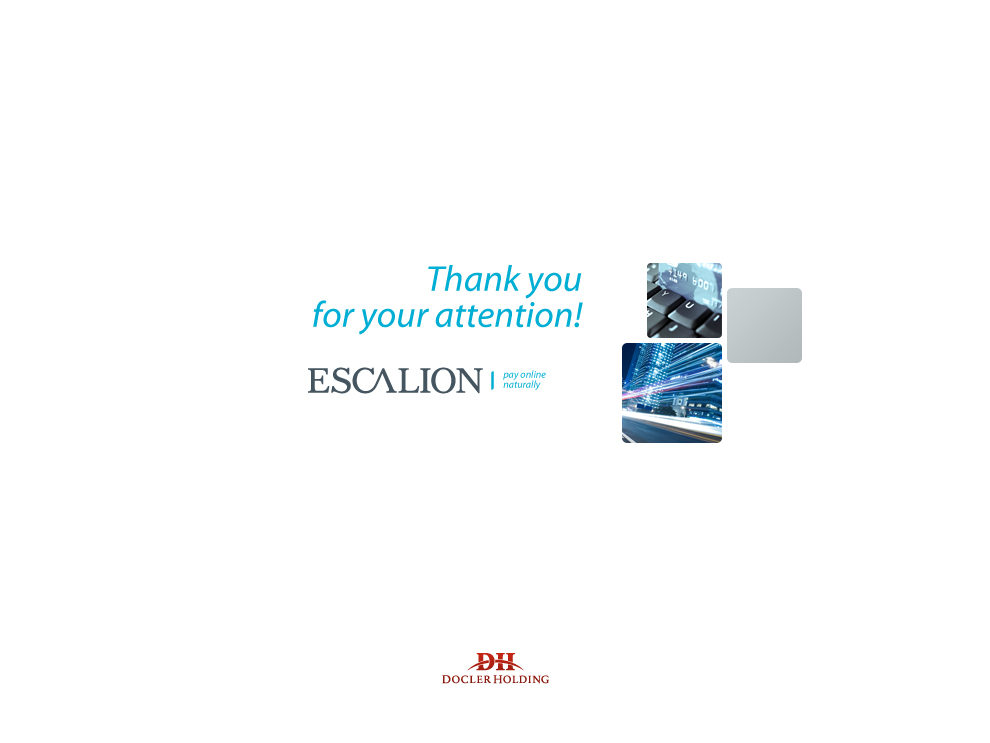 Thank you
for your attention!
ESCALION | pay online
naturally
DH
DOCLER HOLDING